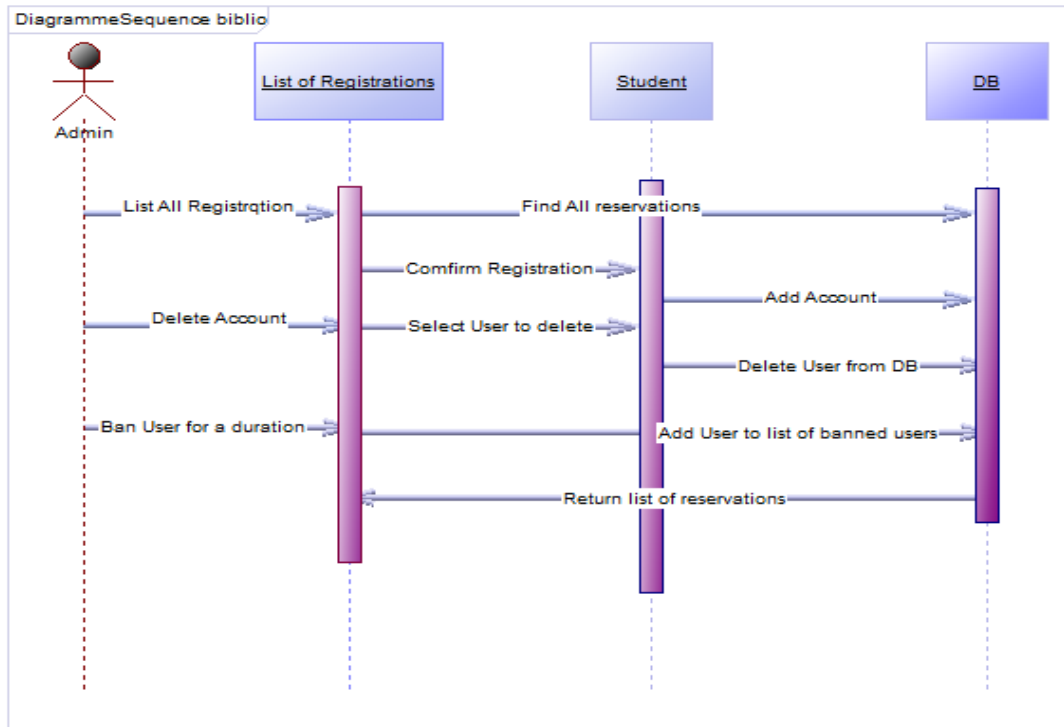 DiagrammeSequence biblio
Admin
List of Registrations
Student
DB
List All Registrqtion
Find All reservations
Comfirm Registration
Add Account
Delete Account
Select User to delete
Delete User from DB
Ban User for a duration
Add User to list of banned users
Return list of reservations